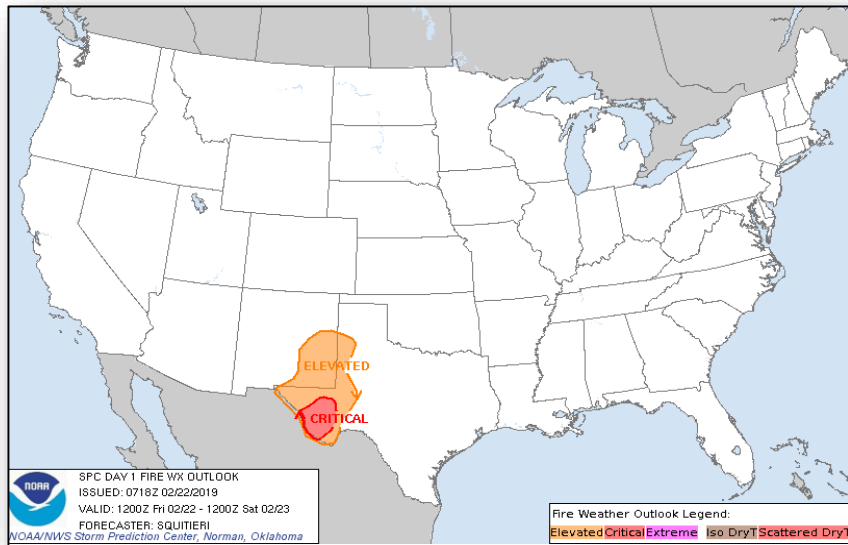 ELEVATED
CRITICAL
NOAA
SPC DAY 1 FIRE WX OUTLOOK
ISSUED: 0718Z 02/22/2019
VALID: 1200Z Fri 02/22 - 1200Z Sat 02/23
FORECASTER: SQUITIERI
NOAA/NWS Storm Prediction Center, Norman, Oklahoma
Fire Weather Outlook Legend:
Elevated Critical Extreme Iso DryT Scattered DryT